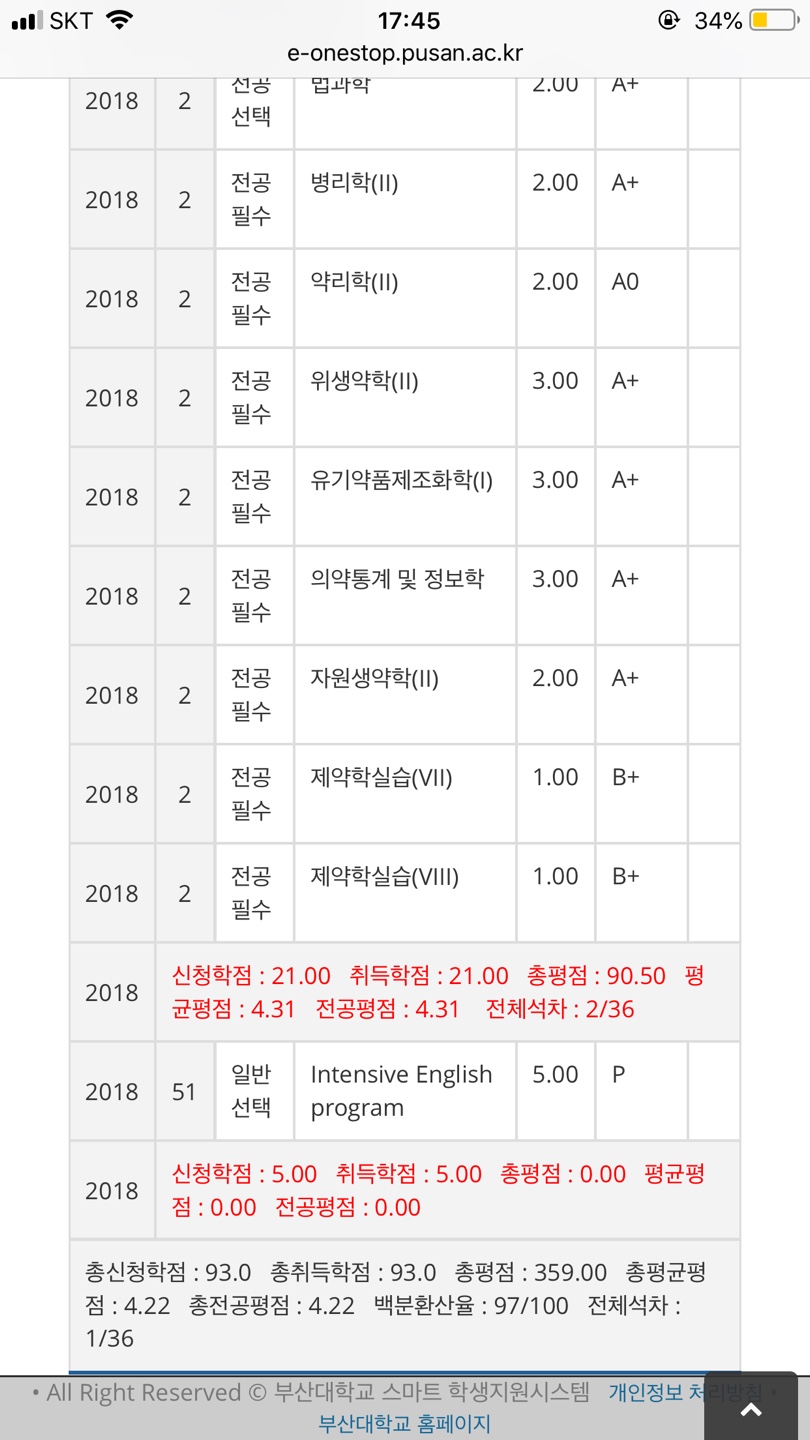 SKT 17:45 34%
e-onestop.pusan.ac.kr
2018 2 전공 법과학 2.00 A+
선택
2018 2 전공 병리학(II) 2.00 A+
필수
2018 2 전공 약리학(II) 2.00 A0
필수
2018 2 전공 위생약학(II) 3.00 A+
필수
2018 2 전공 유기약품제조화학(I) 3.00 A+
필수
2018 2 전공 의약통계 및 정보학 3.00 A+
필수
2018 2 전공 자원생약학(II) 2.00 A+
필수
2018 2 전공 제약학실습(VII) 1.00 B+
필수
2018 2 전공 제약학실습(VIII) 1.00 B+
필수
2018 신청학점 : 21.00 취득학점 : 21.00 총평점 : 90.50 평
균평점 : 4.31 전공평점 : 4.31 전체석차 : 2/36
2018 51 일반 Intensive English 5.00 P
선택 program
2018 신청학점 : 5.00 취득학점 : 5.00 총평점 : 0.00 평균평
점 : 0.00 전공평점 : 0.00
총신청학점 : 93.0 총취득학점 : 93.0 총평점 : 359.00 총평균평
점 : 4.22 총전공평점 : 4.22 백분환산율 : 97/100 전체석차 :
1/36
• All Right Reserved © 부산대학교 스마트 학생지원시스템 개인정보 처리방침 •
부산대학교 홈페이지